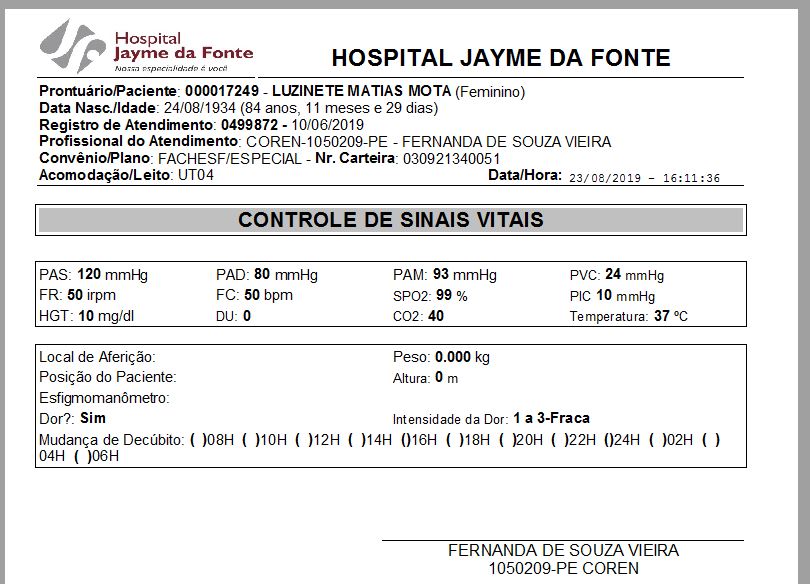 Hospital
Jayme da Fonte
Nossa especialidade é você
HOSPITAL JAYME DA FONTE
Prontuário/Paciente: 000017249 - LUZINETE MATIAS MOTA (Feminino)
Data Nasc./Idade: 24/08/1934 (84 anos, 11 meses e 29 dias)
Registro de Atendimento: 0499872 - 10/06/2019
Profissional do Atendimento: COREN-1050209-PE - FERNANDA DE SOUZA VIEIRA
Convênio/Plano: FACHESF/ESPECIAL - Nr. Carteira: 030921340051
Acomodação/Leito: UT04 Data/Hora: 23/08/2019 - 16:11:36
CONTROLE DE SINAIS VITAIS
PAS: 120 mmHg PAD: 80 mmHg PAM: 93 mmHg PVC: 24 mmHg
FR: 50 irpm FC: 50 bpm SPO2: 99 % PIC 10 mmHg
HGT: 10 mg/dl DU: 0 CO2: 40 Temperatura: 37 ºC
Local de Aferição: Peso: 0.000 kg
Posição do Paciente: Altura: 0 m
Esfigmomanômetro:
Dor?: Sim Intensidade da Dor: 1 a 3-Fraca
Mudança de Decúbito: ( )08H ( )10H ( )12H ( )14H ()16H ( )18H ( )20H ( )22H ()24H ( )02H ( )
04H ( )06H
FERNANDA DE SOUZA VIEIRA
1050209-PE COREN